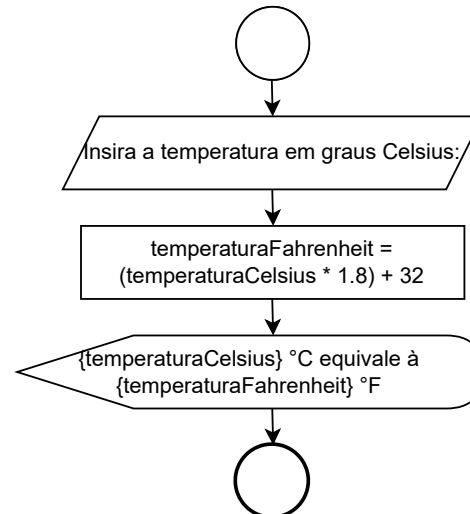 Insira a temperatura em graus Celsius:
temperaturaFahrenheit =
(temperaturaCelsius * 1.8) + 32
{temperaturaCelsius} °C equivale à
{temperaturaFahrenheit} °F